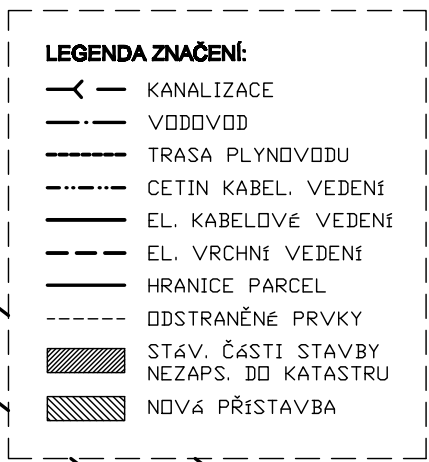 LEGENDA ZNAČENÍ:
KANALIZACE
VODOVOD
TRASA PLYNOVODU
CETIN KABEL. VEDENÍ
EL. KABELOVÉ VEDENÍ
EL. VRCHNÍ VEDENÍ
HRANICE PARCEL
ODSTRANĚNÉ PRVKY
STÁV. ČÁSTI STAVBY
NEZAPS. DO KATASTRU
NOVÁ PŘÍSTAVBA